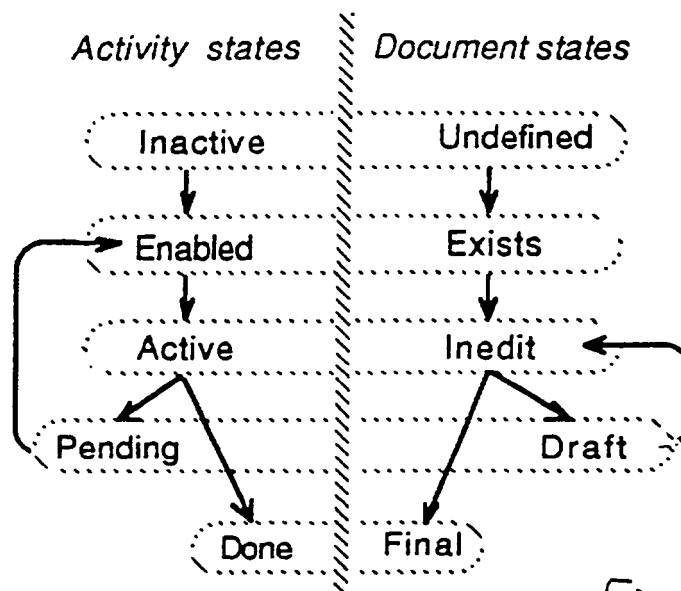 Activity states Document states
Inactive Undefined
Enabled Exists
Active Inedit
Pending Draft
Done Final